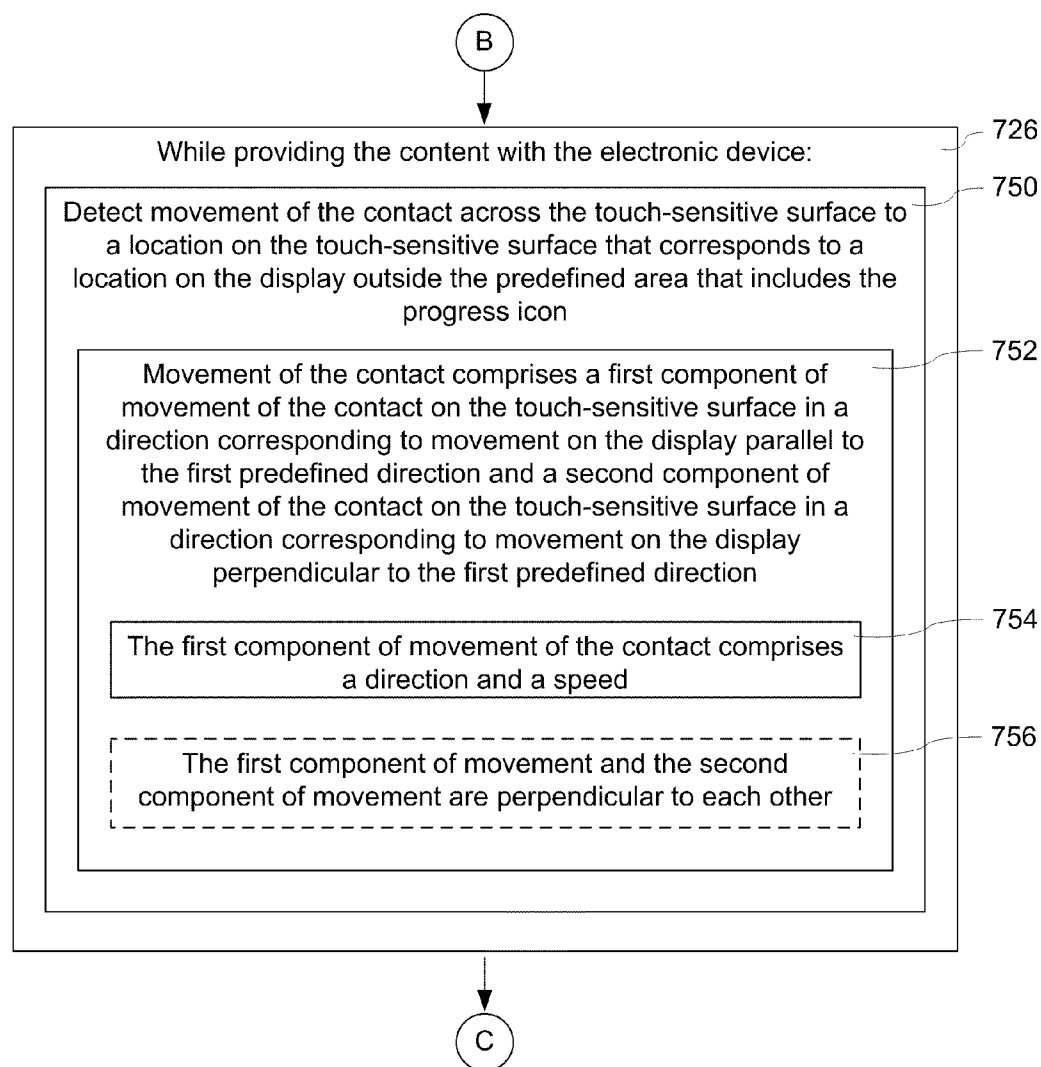 B
726
While providing the content with the electronic device:
750
Detect movement of the contact across the touch-sensitive surface to
a location on the touch-sensitive surface that corresponds to a
location on the display outside the predefined area that includes the
progress icon
752
Movement of the contact comprises a first component of
movement of the contact on the touch-sensitive surface in a
direction corresponding to movement on the display parallel to
the first predefined direction and a second component of
movement of the contact on the touch-sensitive surface in a
direction corresponding to movement on the display
perpendicular to the first predefined direction
754
The first component of movement of the contact comprises
a direction and a speed
756
The first component of movement and the second
component of movement are perpendicular to each other
C